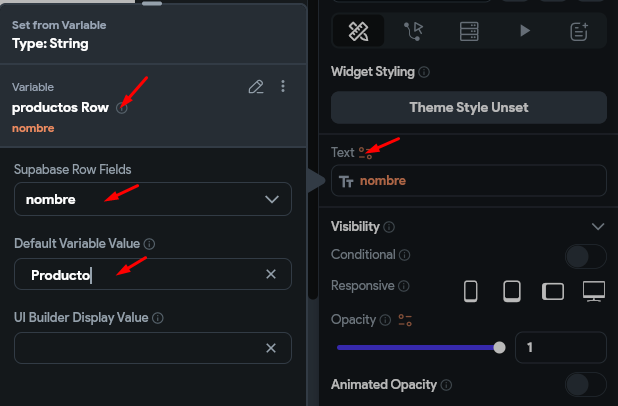 Set from Variable
Type: String
Variable
productos Row
nombre
Supabase Row Fields
nombre
Default Variable Value
Producto
UI Builder Display Value
Widget Styling
Theme Style Unset
Text
Tт nombre
Visibility
Conditional
Responsive
Opacity
1
Animated Opacity